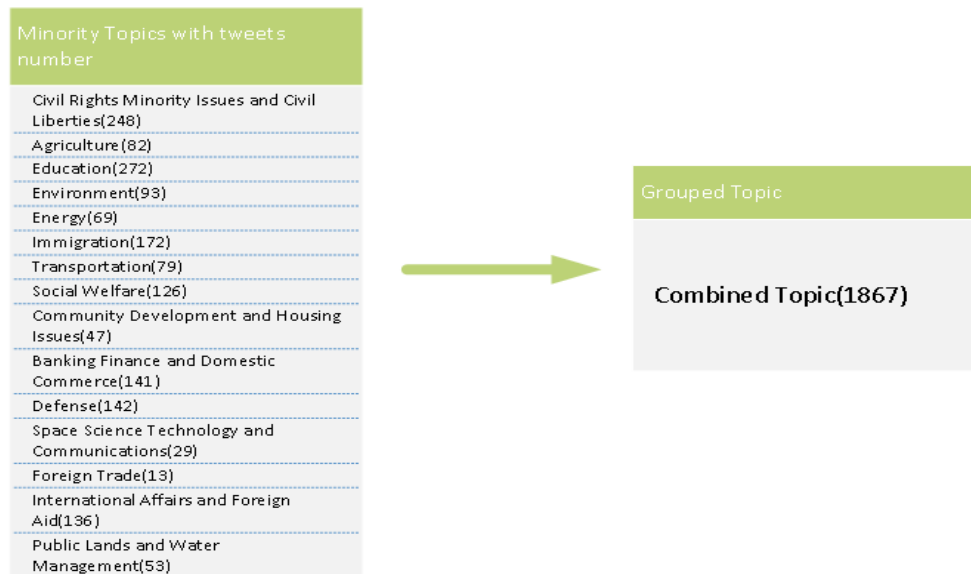 Minority Topics with tweets
number
Civil Rights Minority Issues and Civil
Liberties(248)
Agriculture(82)
Education(272)
Environment(93)
Energy(69)
Immigration(172)
Transportation(79)
Social Welfare(126)
Community Development and Housing
Issues(47)
Banking Finance and Domestic
Commerce(141)
Defense(142)
Space Science Technology and
Communications(29)
Foreign Trade(13)
International Affairs and Foreign
Aid(136)
Public Lands and Water
Management(53)
Grouped Topic
Combined Topic(1867)